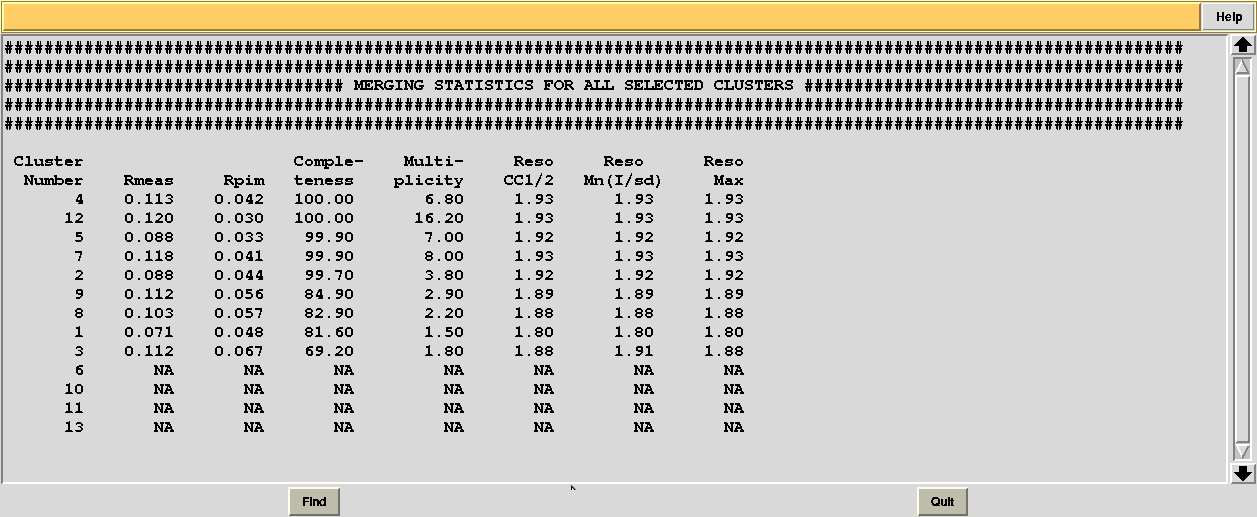 Help
######################################################################################################################
######################################################################################################################
################################## MERGING STATISTICS FOR ALL SELECTED CLUSTERS ######################################
######################################################################################################################
######################################################################################################################
Cluster Comple- Multi- Reso Reso Reso
Number Rmeas Rpim teness plicity CC1/2 Mn(I/sd) Max
4 0.113 0.042 100.00 6.80 1.93 1.93 1.93
12 0.120 0.030 100.00 16.20 1.93 1.93 1.93
5 0.088 0.033 99.90 7.00 1.92 1.92 1.92
7 0.118 0.041 99.90 8.00 1.93 1.93 1.93
2 0.088 0.044 99.70 3.80 1.92 1.92 1.92
9 0.112 0.056 84.90 2.90 1.89 1.89 1.89
8 0.103 0.057 82.90 2.20 1.88 1.88 1.88
1 0.071 0.048 81.60 1.50 1.80 1.80 1.80
3 0.112 0.067 69.20 1.80 1.88 1.91 1.88
6 NA NA NA NA NA NA NA
10 NA NA NA NA NA NA NA
11 NA NA NA NA NA NA NA
13 NA NA NA NA NA NA NA
Find Quit